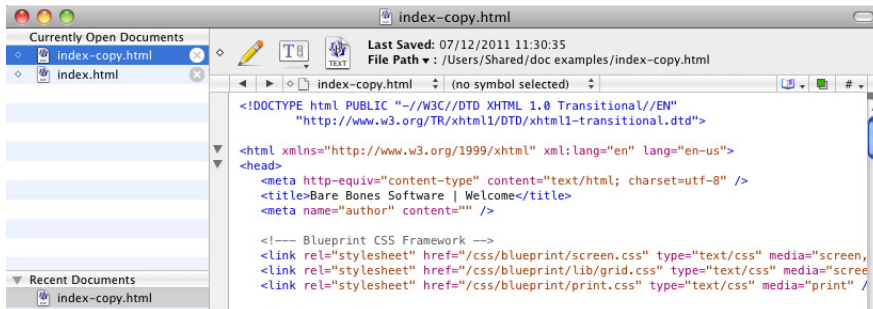 index-copy.html
Currently Open Documents
index-copy.html
index.html
Recent Documents
index-copy.html
TEXT
Last Saved: 07/12/2011 11:30:35
File Path ▾ : /Users/Shared/doc examples/index-copy.html
index-copy.html (no symbol selected) #
<!DOCTYPE html PUBLIC "-//W3C//DTD XHTML 1.0 Transitional//EN"
"http://www.w3.org/TR/xhtml1/DTD/xhtml1-transitional.dtd">
<html xmlns="http://www.w3.org/1999/xhtml" xml:lang="en" lang="en-us">
<head>
<meta http-equiv="content-type" content="text/html; charset=utf-8" />
<title>Bare Bones Software | Welcome</title>
<meta name="author" content="" />
<!--- Blueprint CSS Framework -->
<link rel="stylesheet" href="/css/blueprint/screen.css" type="text/css" media="screen,
<link rel="stylesheet" href="/css/blueprint/lib/grid.css" type="text/css" media="scree
<link rel="stylesheet" href="/css/blueprint/print.css" type="text/css" media="print" /